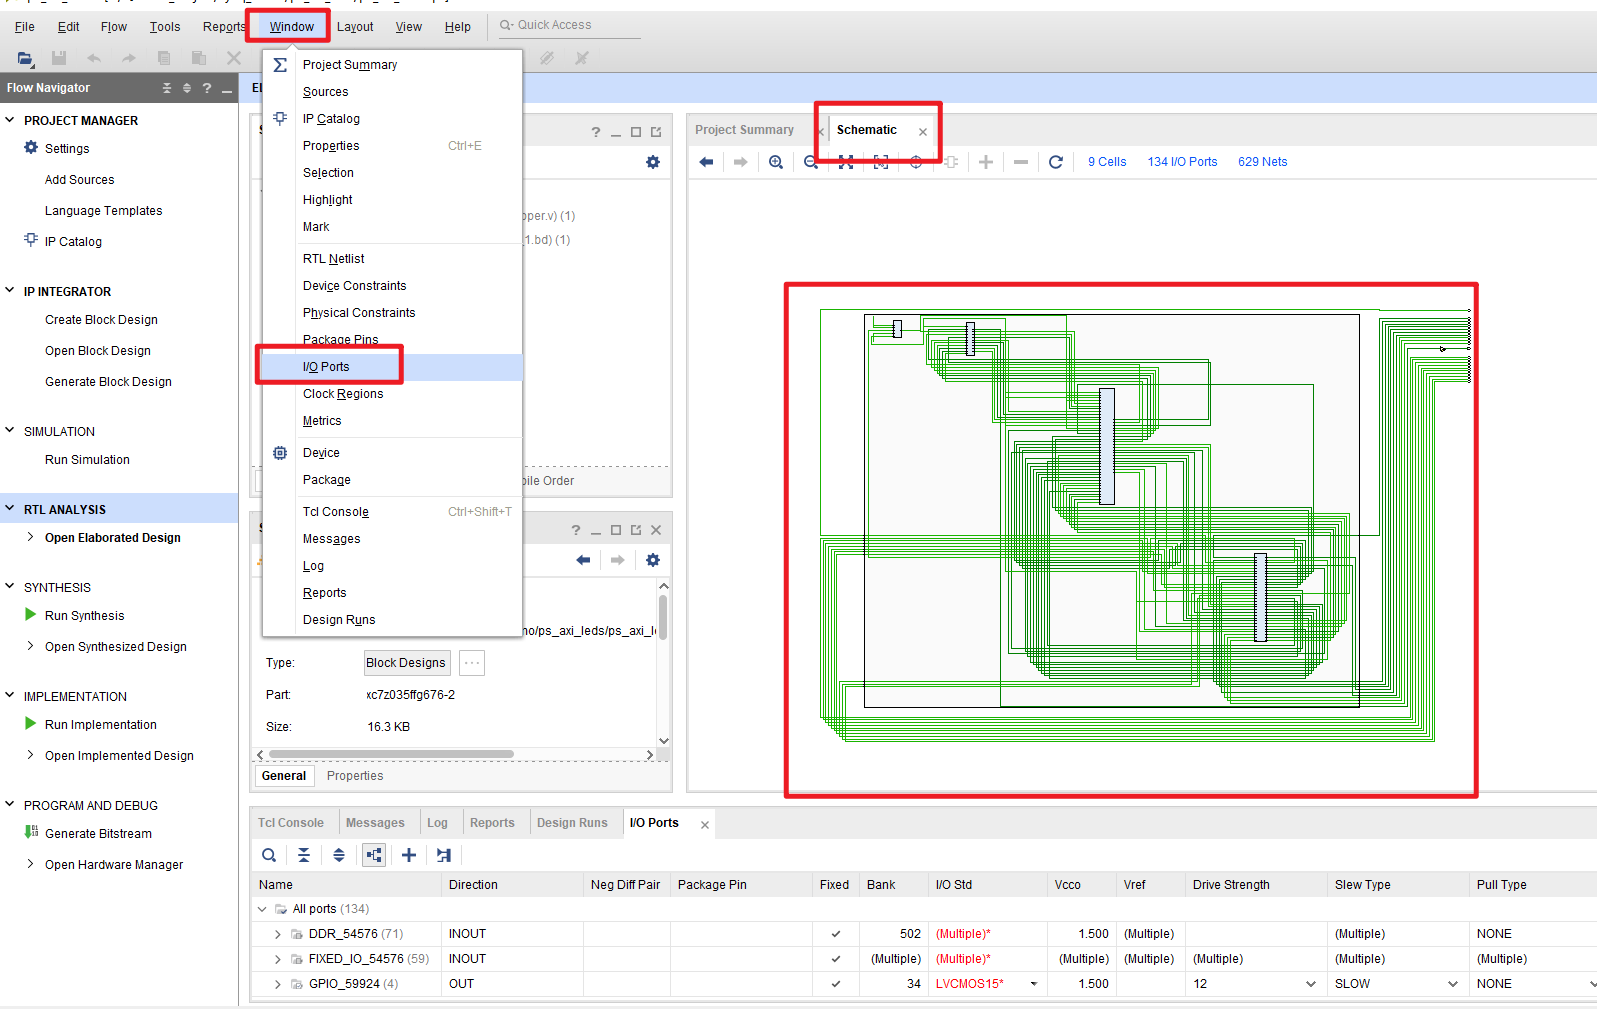 File Edit Flow Tools Reports Window Layout View Help Quick Access
Flow Navigator
PROJECT MANAGER
Settings
Add Sources
Language Templates
IP Catalog
IP INTEGRATOR
Create Block Design
Open Block Design
Generate Block Design
SIMULATION
Run Simulation
RTL ANALYSIS
Open Elaborated Design
SYNTHESIS
Run Synthesis
Open Synthesized Design
IMPLEMENTATION
Run Implementation
Open Implemented Design
PROGRAM AND DEBUG
Generate Bitstream
Open Hardware Manager
Project Summary
Sources
IP Catalog
Properties Ctrl+E
Selection
Highlight
Mark
RTL Netlist
Device Constraints
Physical Constraints
Package Pins
I/O Ports
Clock Regions
Metrics
Device
Package
Tcl Console Ctrl+Shift+T
Messages
Log
Reports
Design Runs
pper.v) (1)
1.bd) (1)
Order
/ps_axi_leds/ps_axi_l
Type: Block Designs ...
Part: xc7z035ffg676-2
Size: 16.3 KB
General Properties
Project Summary Schematic
9 Cells 134 I/O Ports 629 Nets
Tcl Console Messages Log Reports Design Runs I/O Ports
Name Direction Neg Diff Pair Package Pin Fixed Bank I/O Std Vcco Vref Drive Strength Slew Type Pull Type
All ports (134)
DDR_54576 (71) INOUT 502 (Multiple)* 1.500 (Multiple) (Multiple) NONE
FIXED_IO_54576 (59) INOUT (Multiple) (Multiple)* (Multiple) (Multiple) (Multiple) (Multiple) (Multiple)
GPIO_59924 (4) OUT 34 LVCMOS15* 1.500 12 SLOW NONE